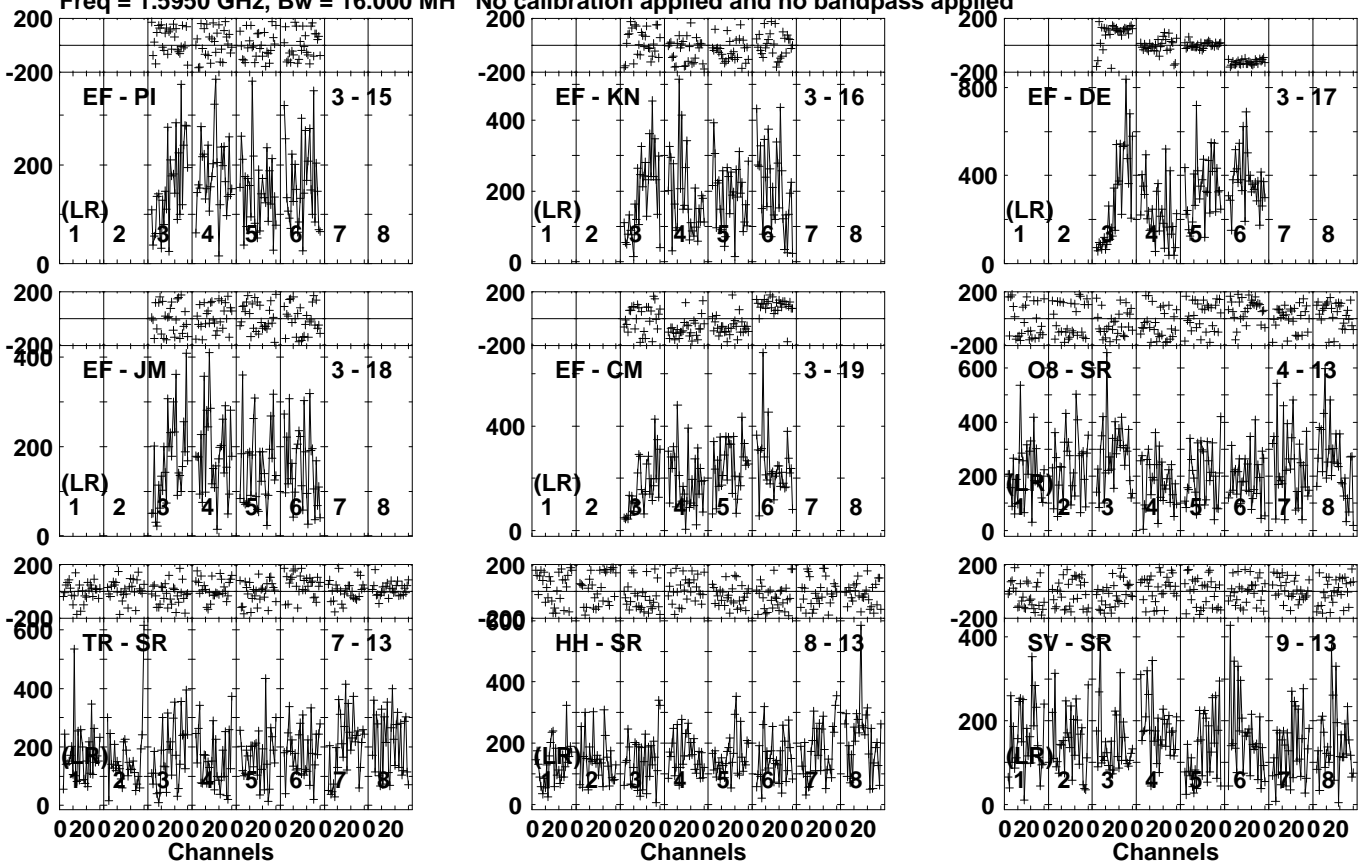 Freq = 1.5950 GHz, Bw = 16.000 MH No calibration applied and no bandpass applied
200
-200
EF - PI 3 - 15
200
(LR)
1 2 3 4 5 6 7 8
0
200
-200
EF - KN 3 - 16
400
200
(LR)
1 2 3 4 5 6 7 8
0
200
-200
800
EF - DE 3 - 17
400
(LR)
1 2 3 4 5 6 7 8
0
200
-200
400
EF - JM 3 - 18
200
(LR)
1 2 3 4 5 6 7 8
0
200
-200
EF - CM 3 - 19
400
(LR)
1 2 3 4 5 6 7 8
0
200
-200
600
O8 - SR 4 - 13
400
200
(LR)
1 2 3 4 5 6 7 8
0
200
-200
600
TR - SR 7 - 13
400
200
(LR)
1 2 3 4 5 6 7 8
0
0 20 0 20 0 20 0 20 0 20 0 20 0 20 0 20
Channels
200
-200
600
HH - SR 8 - 13
400
200
(LR)
1 2 3 4 5 6 7 8
0
0 20 0 20 0 20 0 20 0 20 0 20 0 20 0 20
Channels
200
-200
400
SV - SR 9 - 13
200
(LR)
1 2 3 4 5 6 7 8
0
0 20 0 20 0 20 0 20 0 20 0 20 0 20 0 20
Channels